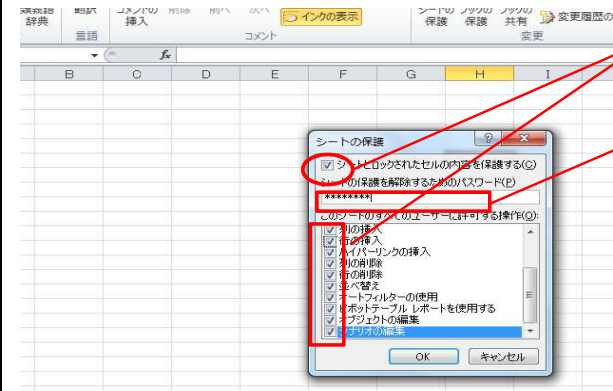 類義語 翻訳 コメントの 削除 前へ 次へ インクの表示 シートの ブックの ブックの 変更履歴の
辞典 挿入 保護 保護 共有
言語 コメント 変更
fx
B C D E F G H I
シートの保護
シートとロックされたセルの内容を保護する(C)
シートの保護を解除するためのパスワード(P)
********
このシートのすべてのユーザーに許可する操作(O):
列の挿入
行の挿入
ハイパーリンクの挿入
列の削除
行の削除
並べ替え
オートフィルターの使用
ピボットテーブル レポートを使用する
オブジェクトの編集
シナリオの編集
OK キャンセル